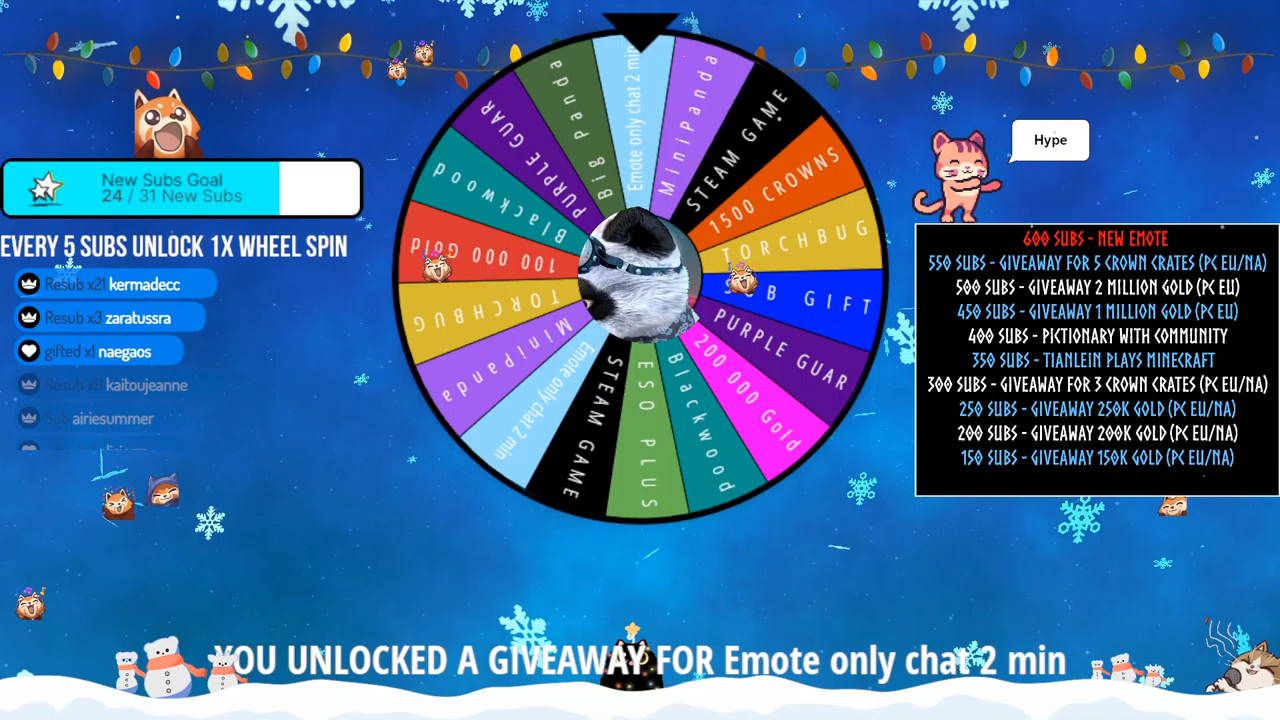 New Subs Goal
24 / 31 New Subs
EVERY 5 SUBS UNLOCK 1X WHEEL SPIN
Resub x21 kermadecc
Resub x3 zaratussra
gifted x1 naegaos
Resub x9 kaitoujeanne
Sub airiesummer
Emote only chat 2 min
Minipanda
STEAM GAME
1500 CROWNS
TORCHBUG
SUB GIFT
PURPLE GUAR
200 000 Gold
Blackwood
ESO PLUS
STEAM GAME
Emote only chat 2 min
Minipanda
TORCHBUG
100 000 Gold
Blackwood
PURPLE GUAR
Big Panda
Hype
600 SUBS - NEW EMOTE
550 SUBS - GIVEAWAY FOR 5 CROWN CRATES (PC EU/NA)
500 SUBS - GIVEAWAY 2 MILLION GOLD (PC EU)
450 SUBS - GIVEAWAY 1 MILLION GOLD (PC EU)
400 SUBS - PICTIONARY WITH COMMUNITY
350 SUBS - TIANLEIN PLAYS MINECRAFT
300 SUBS - GIVEAWAY FOR 3 CROWN CRATES (PC EU/NA)
250 SUBS - GIVEAWAY 250K GOLD (PC EU/NA)
200 SUBS - GIVEAWAY 200K GOLD (PC EU/NA)
150 SUBS - GIVEAWAY 150K GOLD (PC EU/NA)
YOU UNLOCKED A GIVEAWAY FOR Emote only chat 2 min